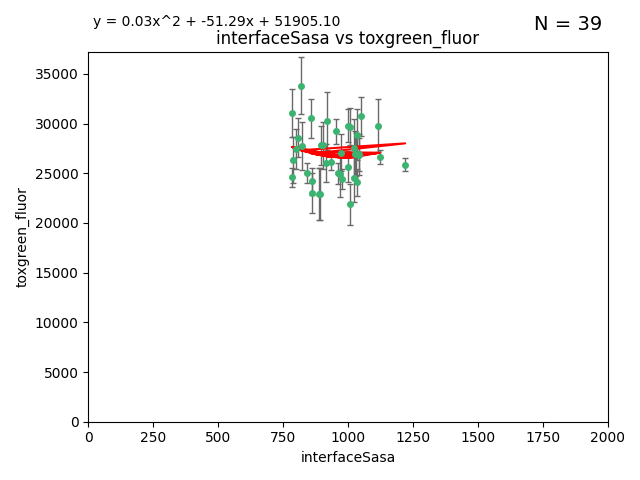 y = 0.03x^2 + -51.29x + 51905.10
N = 39
interfaceSasa vs toxgreen_fluor
35000
30000
25000
20000
15000
10000
5000
0
toxgreen_fluor
0 250 500 750 1000 1250 1500 1750 2000
interfaceSasa